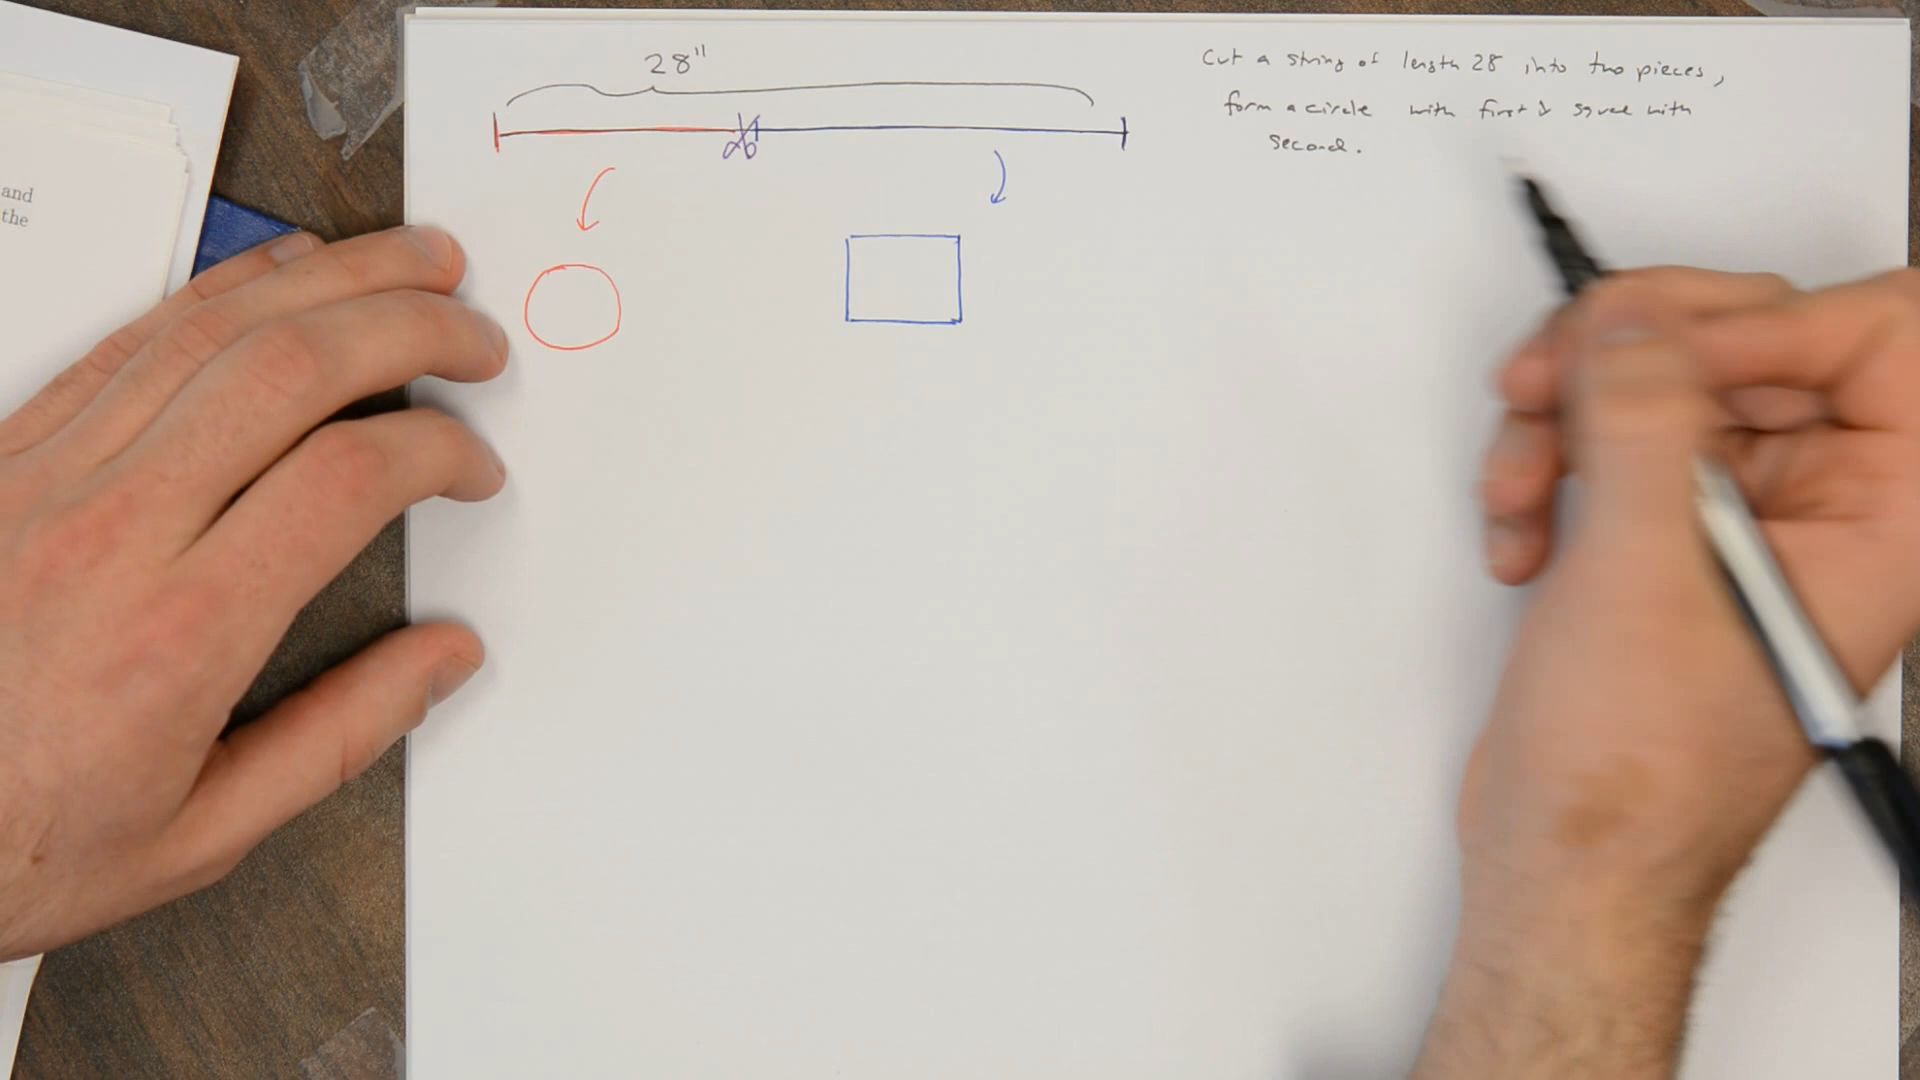 28"
Cut a string of length 28 into two pieces,
form a circle with first & square with
second.
and
the